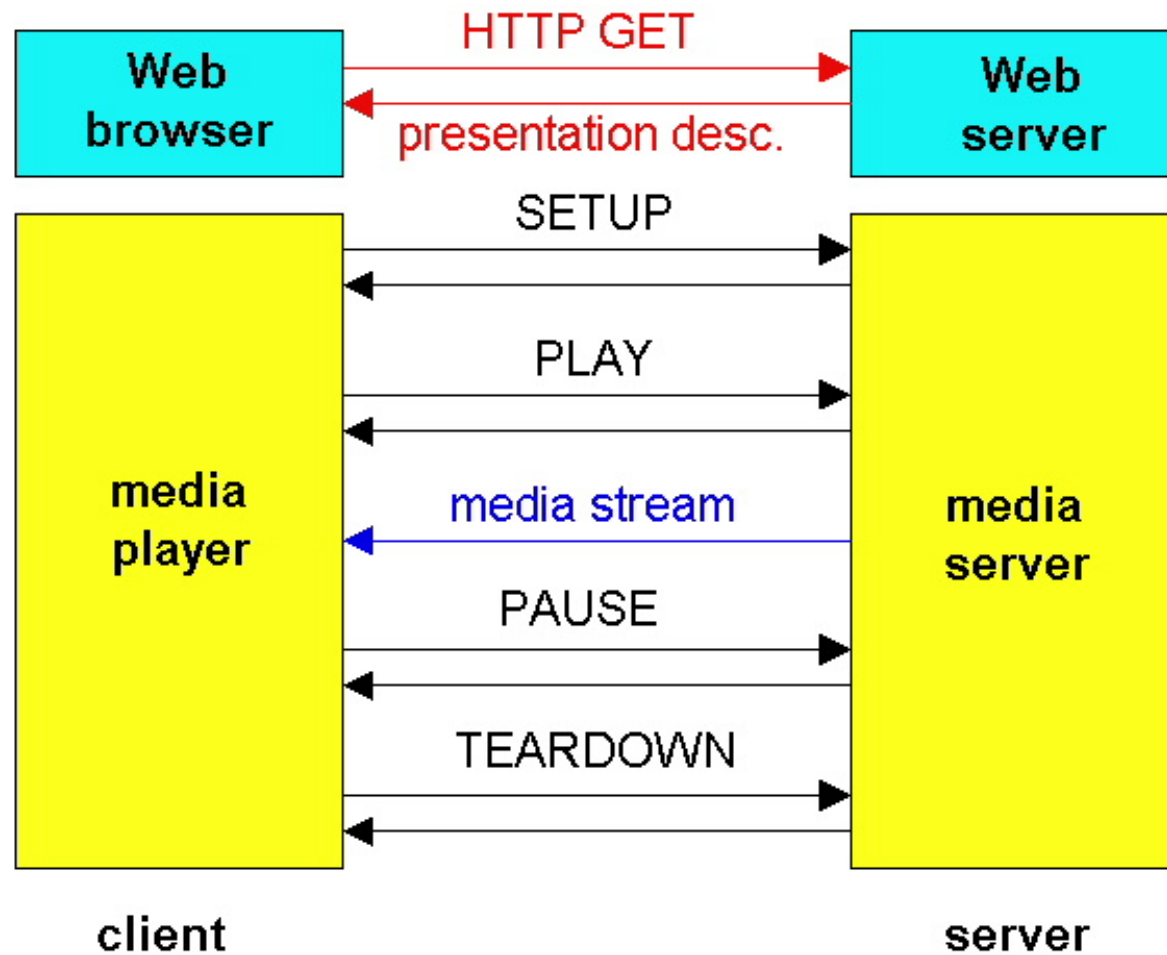 HTTP GET
Web
browser
Web
server
presentation desc.
SETUP
PLAY
media
player
media stream
media
server
PAUSE
TEARDOWN
client
server